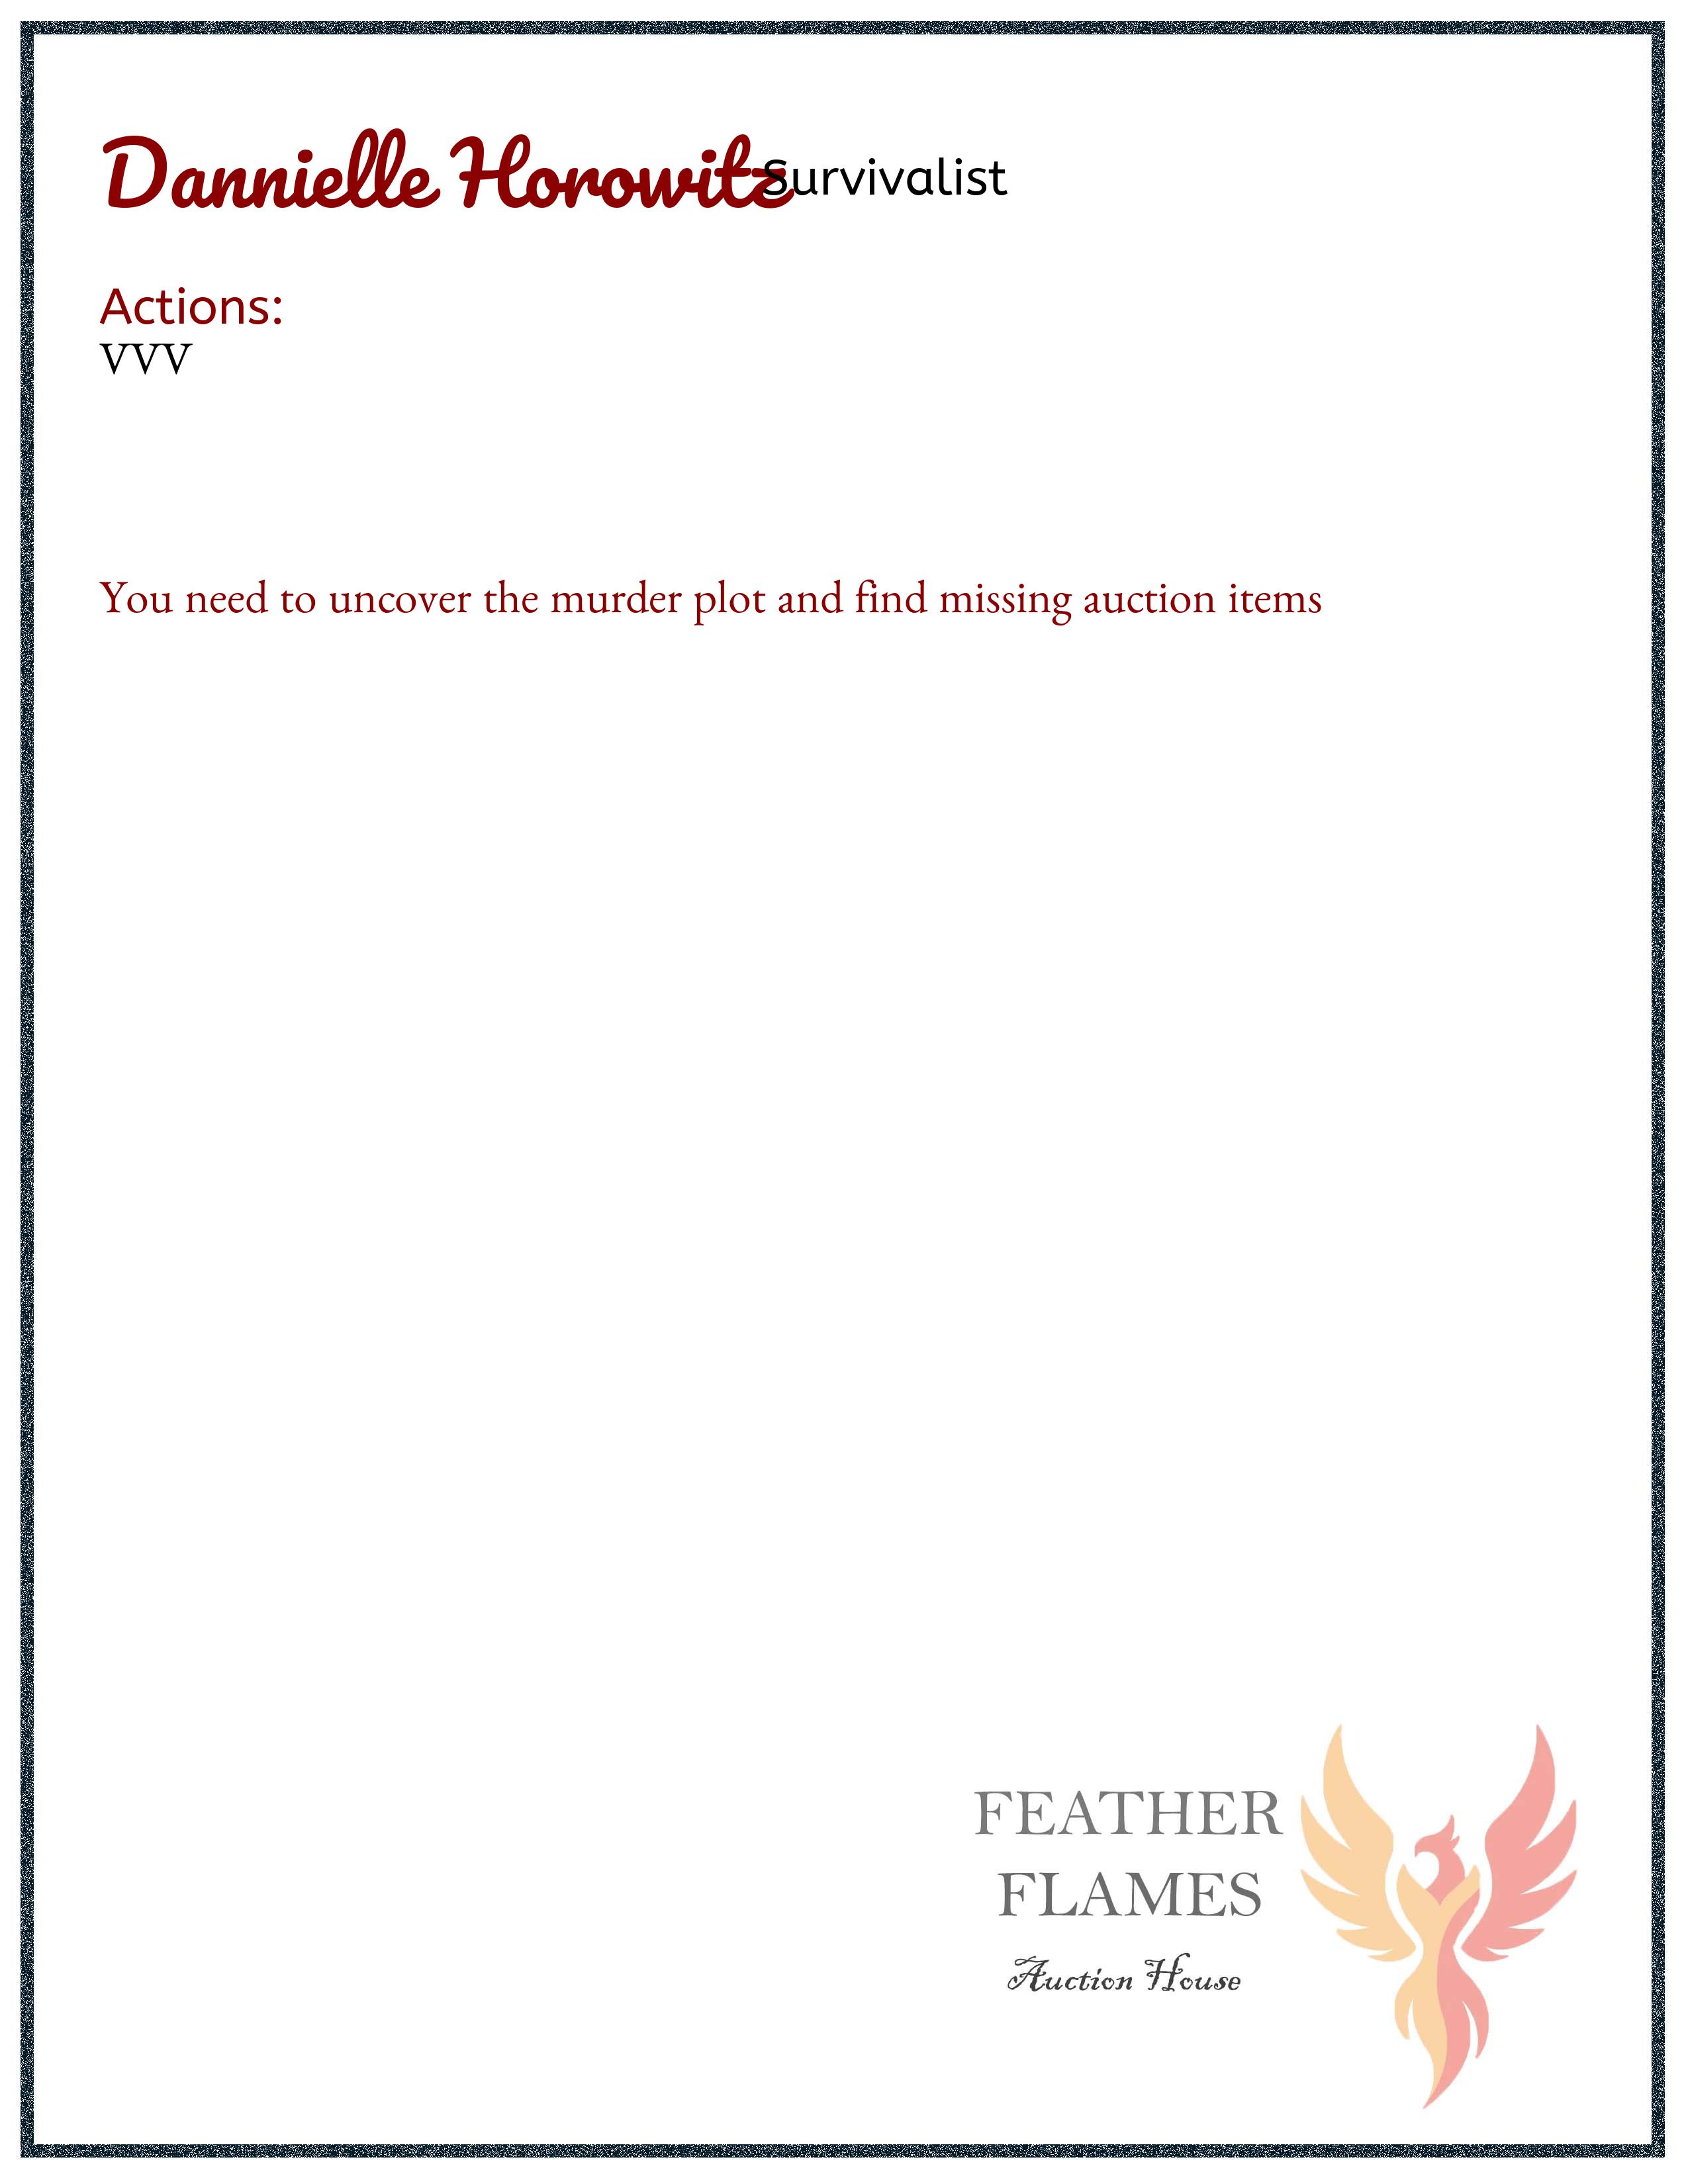 Dannielle Horowitz Survivalist
Actions:
VVV
You need to uncover the murder plot and find missing auction items
FEATHER
FLAMES
Auction House